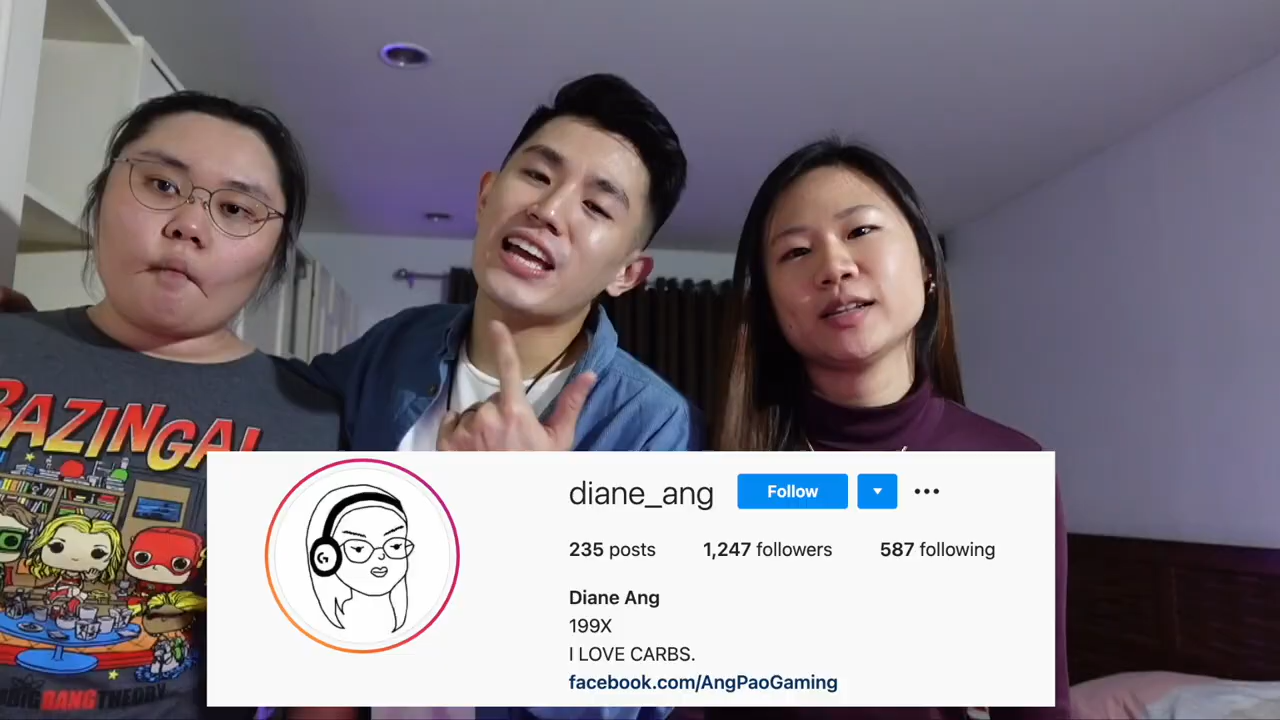 BAZINGA!
diane_ang Follow
235 posts 1,247 followers 587 following
Diane Ang
199X
I LOVE CARBS.
facebook.com/AngPaoGaming
BIG BANG THEORY